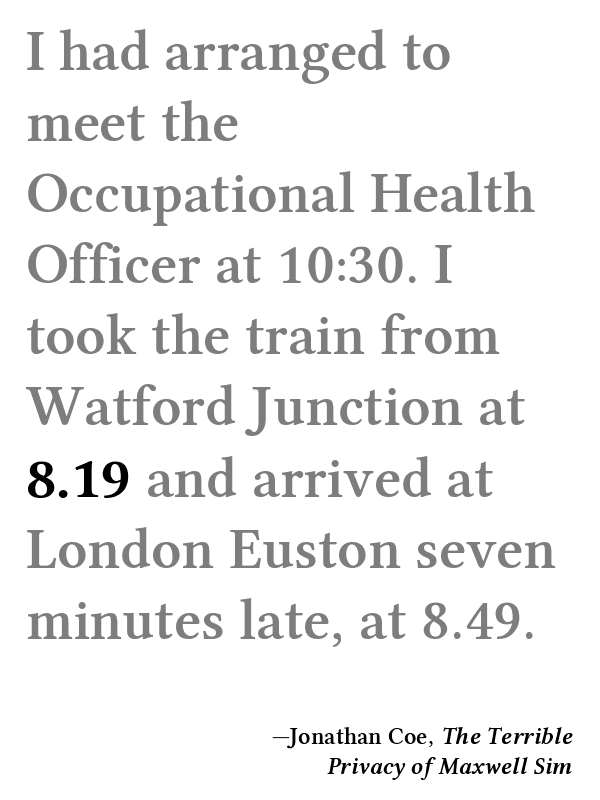 I had arranged to
meet the
Occupational Health
Officer at 10:30. I
took the train from
Watford Junction at
8.19 and arrived at
London Euston seven
minutes late, at 8.49.
—Jonathan Coe, The Terrible
Privacy of Maxwell Sim